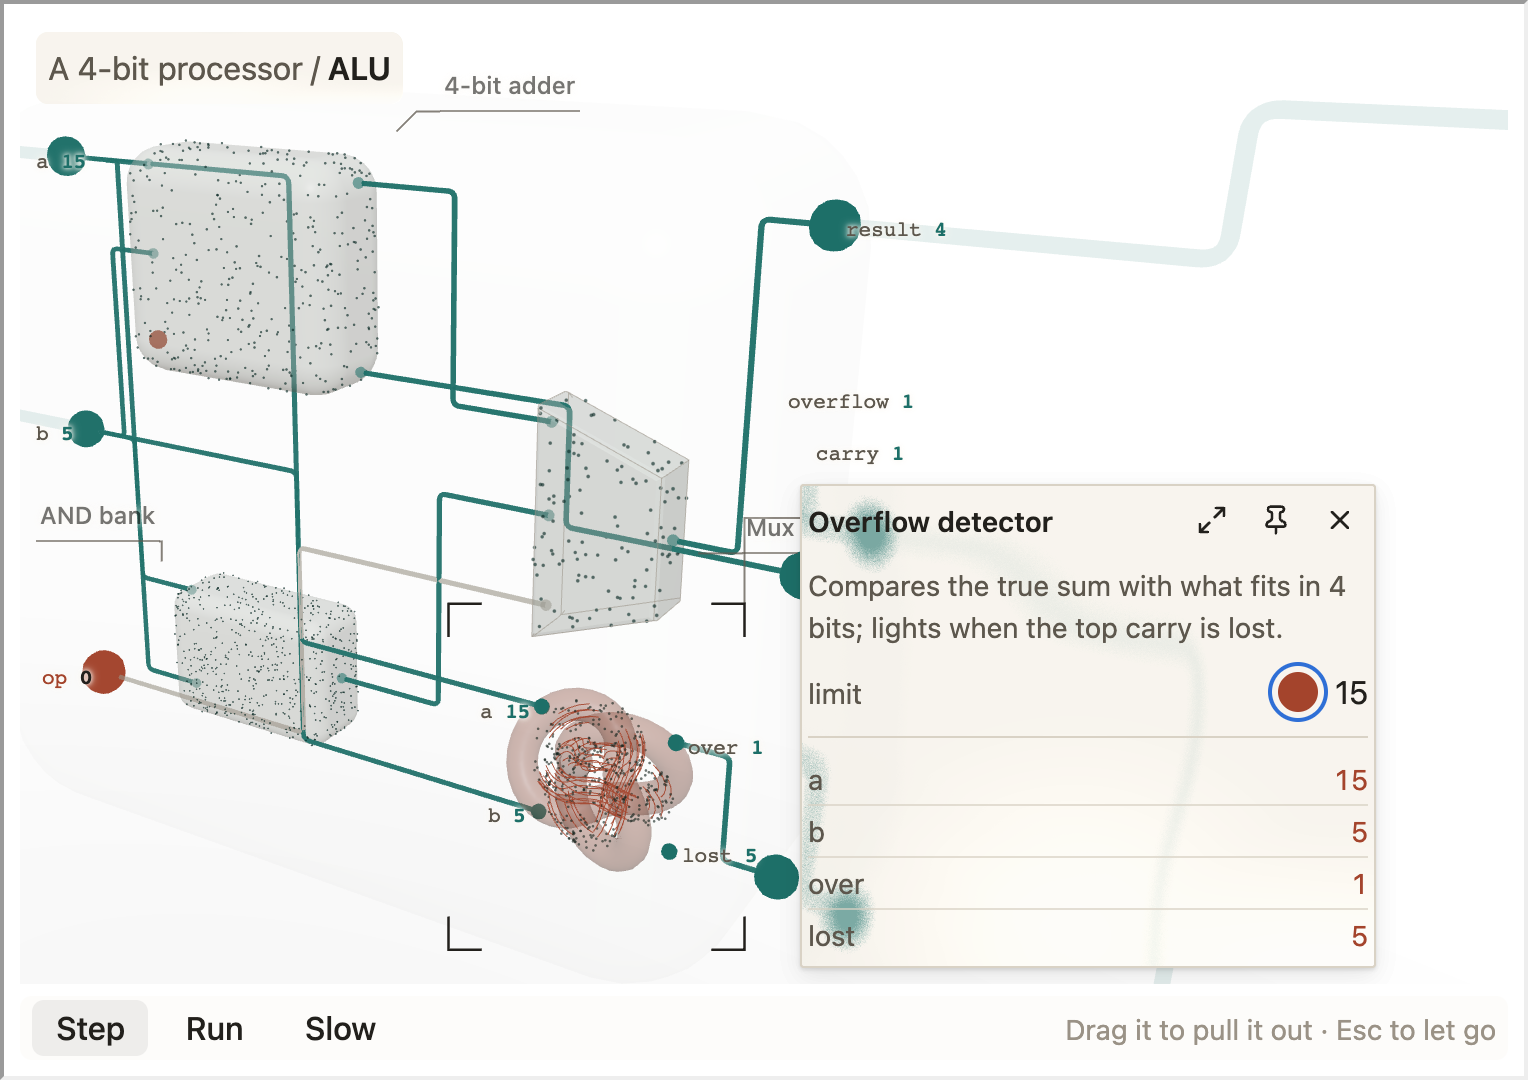 A 4-bit processor / ALU
4-bit adder
a 15
result 4
overflow 1
b 5
carry 1
AND bank
Mux
Overflow detector
Compares the true sum with what fits in 4
bits; lights when the top carry is lost.
limit 15
op 0
a 15
over 1
b 5
lost 5
a 15
b 5
over 1
lost 5
Step Run Slow
Drag it to pull it out · Esc to let go